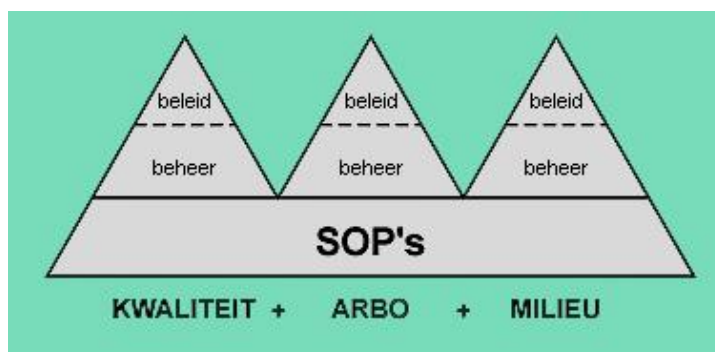 beleid beleid beleid
beheer beheer beheer
SOP's
KWALITEIT + ARBO + MILIEU